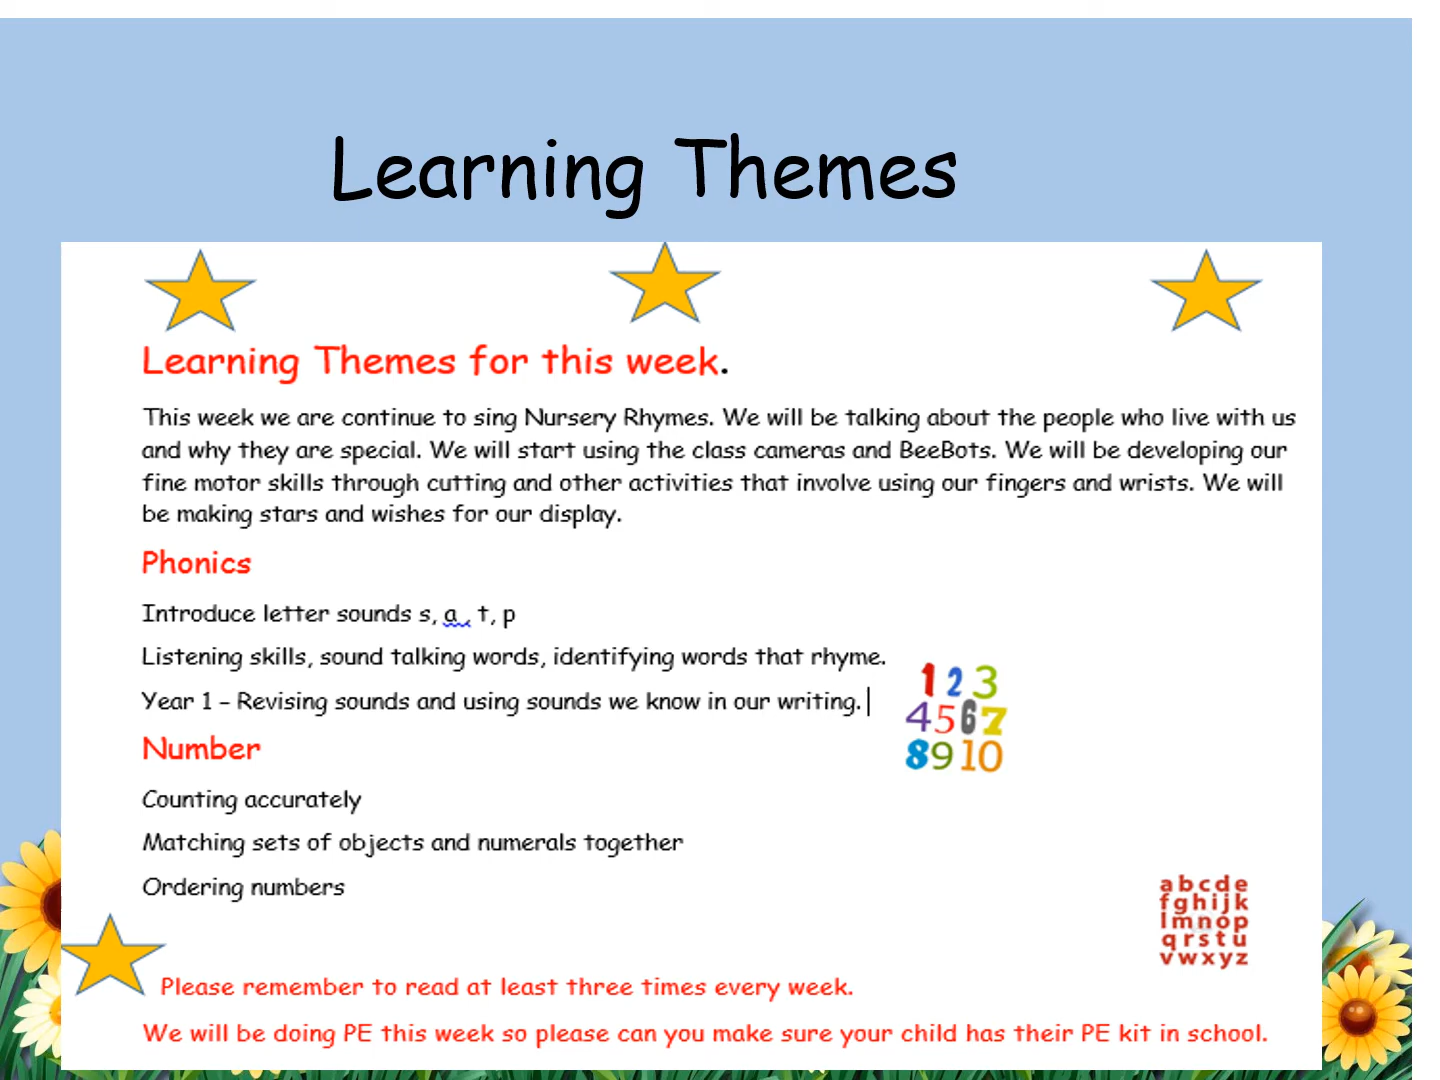 Learning Themes
Learning Themes for this week.
This week we are continue to sing Nursery Rhymes. We will be talking about the people who live with us
and why they are special. We will start using the class cameras and BeeBots. We will be developing our
fine motor skills through cutting and other activities that involve using our fingers and wrists. We will
be making stars and wishes for our display.
Phonics
Introduce letter sounds s, a , t, p
Listening skills, sound talking words, identifying words that rhyme.
Year 1 – Revising sounds and using sounds we know in our writing.
1 2 3
4 5 6 7
8 9 10
Number
Counting accurately
Matching sets of objects and numerals together
Ordering numbers
a b c d e
f g h i j k
l m n o p
q r s t u
v w x y z
Please remember to read at least three times every week.
We will be doing PE this week so please can you make sure your child has their PE kit in school.